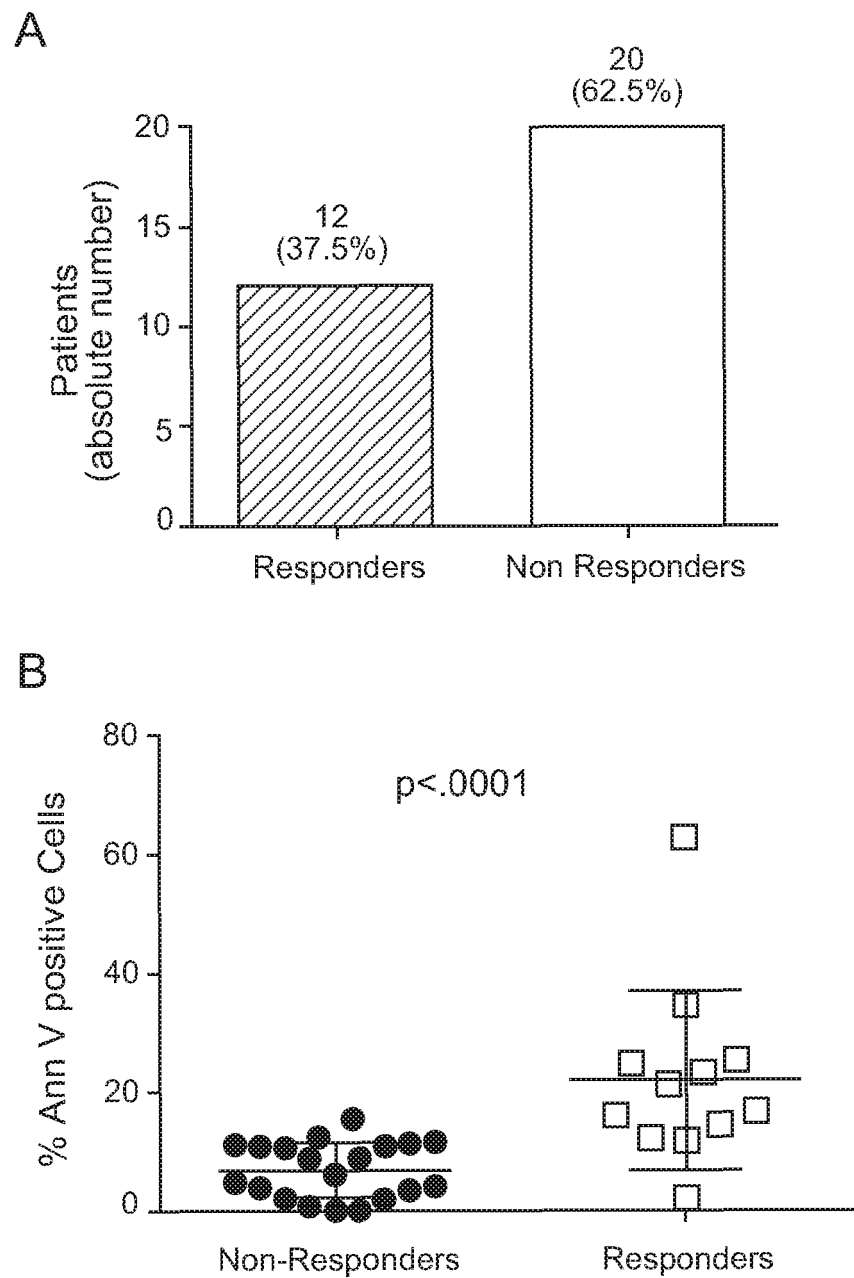 A
20
(62.5%)
12
(37.5%)
20
15
10
5
0
Patients
(absolute number)
Responders
Non Responders
B
p<.0001
80
60
40
20
0
% Ann V positive Cells
Non-Responders
Responders